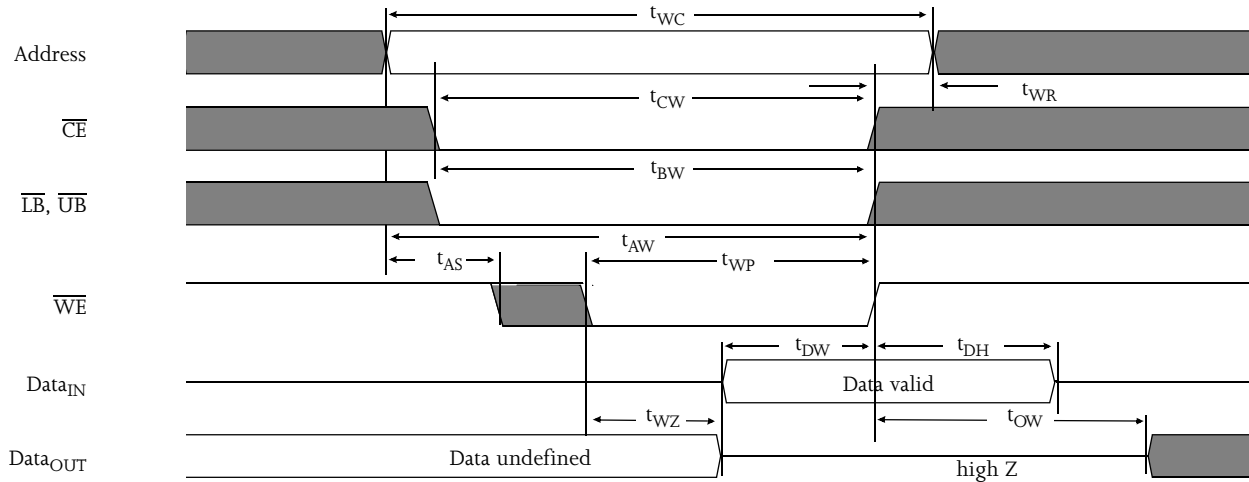 tWC
Address
tCW
tWR
CE
tBW
LB, UB
tAW
tAS
tWP
WE
tDW
tDH
DataIN
Data valid
tWZ
tOW
DataOUT
Data undefined
high Z